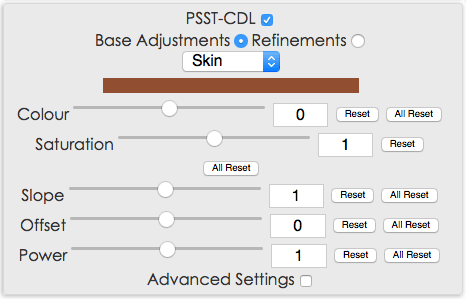 PSST-CDL
Base Adjustments Refinements
Skin
Colour 0 Reset All Reset
Saturation 1 Reset
All Reset
Slope 1 Reset All Reset
Offset 0 Reset All Reset
Power 1 Reset All Reset
Advanced Settings